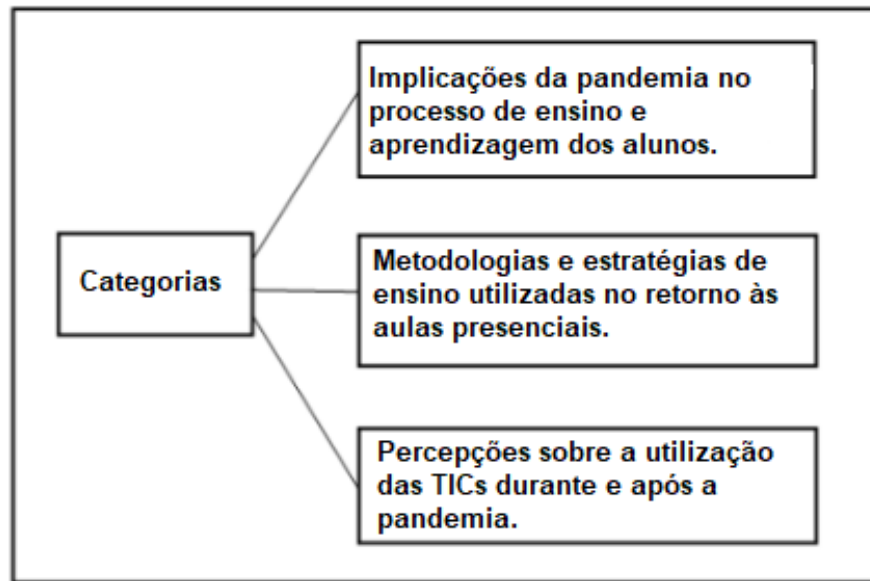 Implicações da pandemia no
processo de ensino e
aprendizagem dos alunos.
Categorias
Metodologias e estratégias de
ensino utilizadas no retorno às
aulas presenciais.
Percepções sobre a utilização
das TICs durante e após a
pandemia.